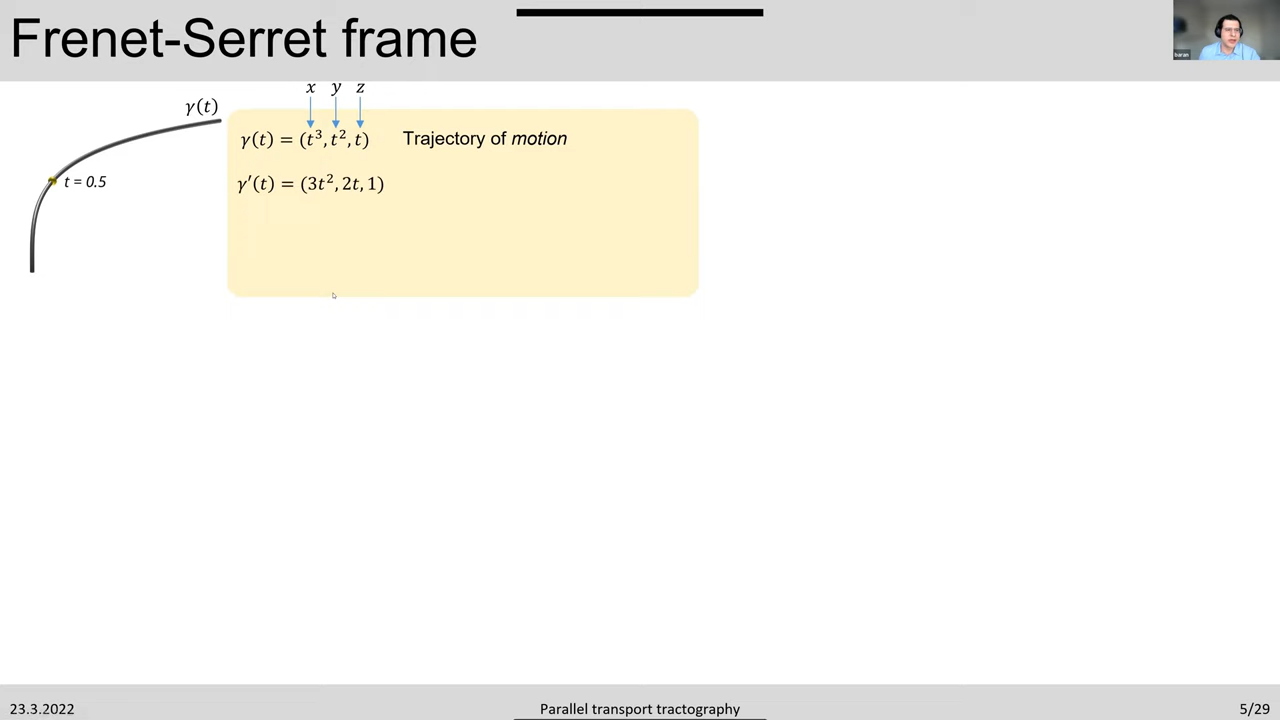 Frenet-Serret frame
baran
x y z
γ(t)
γ(t) = (t³, t², t) Trajectory of motion
t = 0.5
γ′(t) = (3t², 2t, 1)
23.3.2022 Parallel transport tractography 5/29